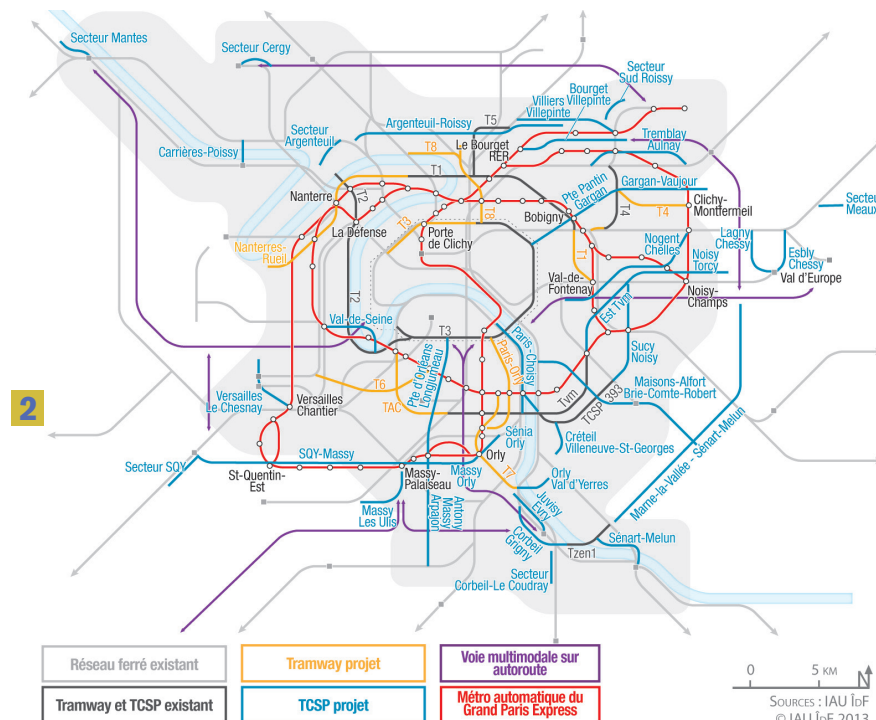 Secteur Mantes
Secteur Cergy
Secteur
Sud Roissy
Bourget
Villepinte
Villiers
Villepinte
T5
Argenteuil-Roissy
Secteur
Argenteuil
Le Bourget
RER
Tremblay
Aulnay
T8
Carrières-Poissy
T1
Gargan-Vaujour
Pte Pantin
Gargan
Nanterre
T2
T8
T3
Bobigny
T4
T4
Clichy-
Montfermeil
Secteur
Meaux
La Défense
Porte
de Clichy
Nanterres-
Rueil
T1
Nogent
Chelles
Noisy
Torcy
Lagny
Chessy
Esbly
Chessy
Val d'Europe
Val-de-
Fontenay
Noisy-
Champs
T2
Est Tvm
Val-de-Seine
T3
Paris-Choisy
Paris-Orly
Pte d'Orléans
Longjumeau
Sucy
Noisy
2
Versailles
Le Chesnay
T6
TAC
Versailles
Chantier
Tvm
TCSP 393
Maisons-Alfort
Brie-Comte-Robert
Sénia
Orly
Créteil
Villeneuve-St-Georges
Marne-la-Vallée - Sénart-Melun
Secteur SQY
SQY-Massy
St-Quentin-
Est
Massy-
Palaiseau
Massy
Orly
Orly
T7
Orly
Val d'Yerres
Massy
Les Ulis
Antony
Massy
Arpajon
Juvisy
Evry
Corbeil
Grigny
Tzen1
Sénart-Melun
Secteur
Corbeil-Le Coudray
Réseau ferré existant
Tramway projet
Voie multimodale sur
autoroute
Tramway et TCSP existant
TCSP projet
Métro automatique du
Grand Paris Express
0 5 KM
N
SOURCES : IAU ÎDF
© IAU ÎDF 2013